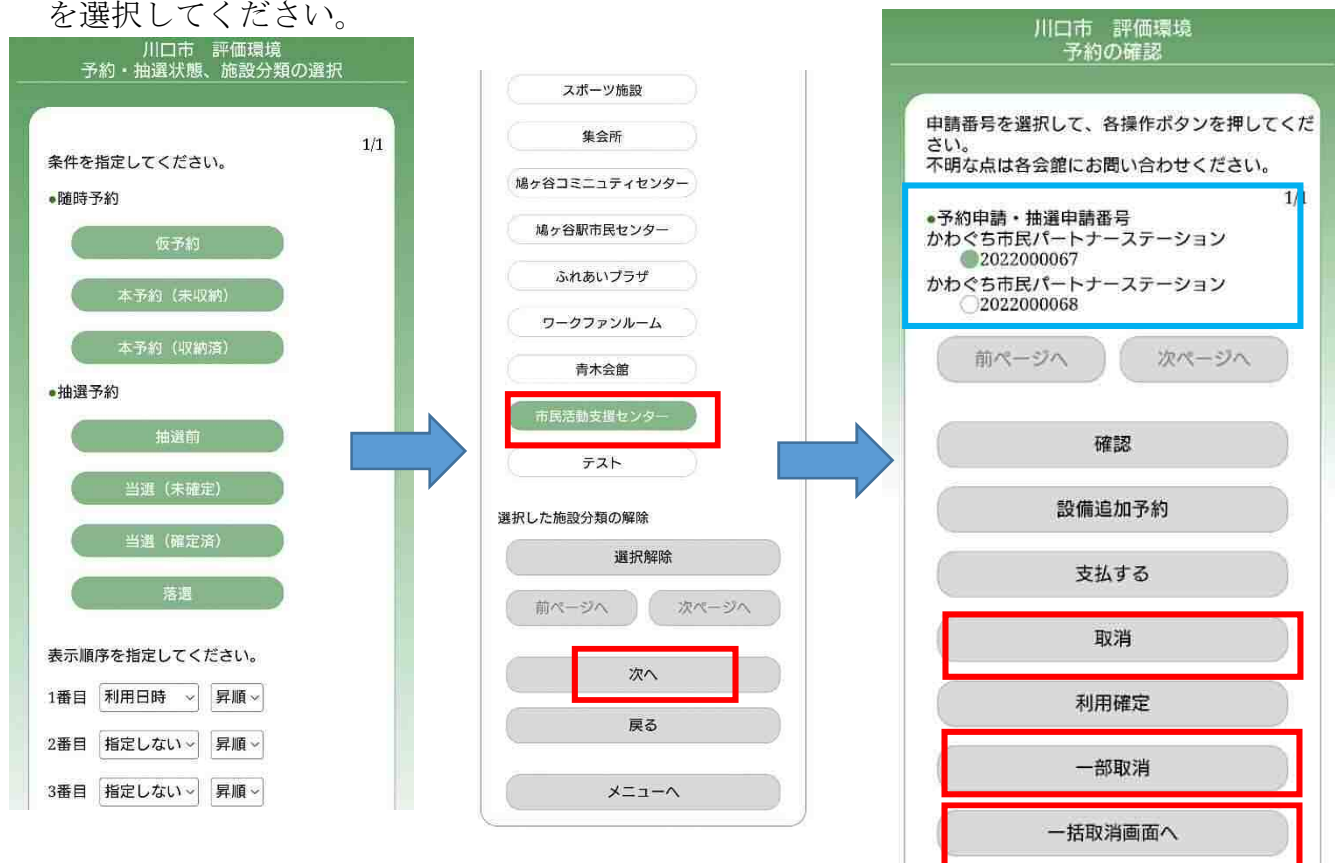 を選択してください。
川口市　評価環境
予約・抽選状態、施設分類の選択
1/1
条件を指定してください。
●随時予約
仮予約
本予約（未収納）
本予約（収納済）
●抽選予約
抽選前
当選（未確定）
当選（確定済）
落選
表示順序を指定してください。
1番目 利用日時 昇順
2番目 指定しない 昇順
3番目 指定しない 昇順
スポーツ施設
集会所
鳩ヶ谷コミニュティセンター
鳩ヶ谷駅市民センター
ふれあいプラザ
ワークファンルーム
青木会館
市民活動支援センター
テスト
選択した施設分類の解除
選択解除
前ページへ 次ページへ
次へ
戻る
メニューへ
川口市　評価環境
予約の確認
申請番号を選択して、各操作ボタンを押してくだ
さい。
不明な点は各会館にお問い合わせください。
1/1
●予約申請・抽選申請番号
かわぐち市民パートナーステーション
2022000067
かわぐち市民パートナーステーション
2022000068
前ページへ 次ページへ
確認
設備追加予約
支払する
取消
利用確定
一部取消
一括取消画面へ